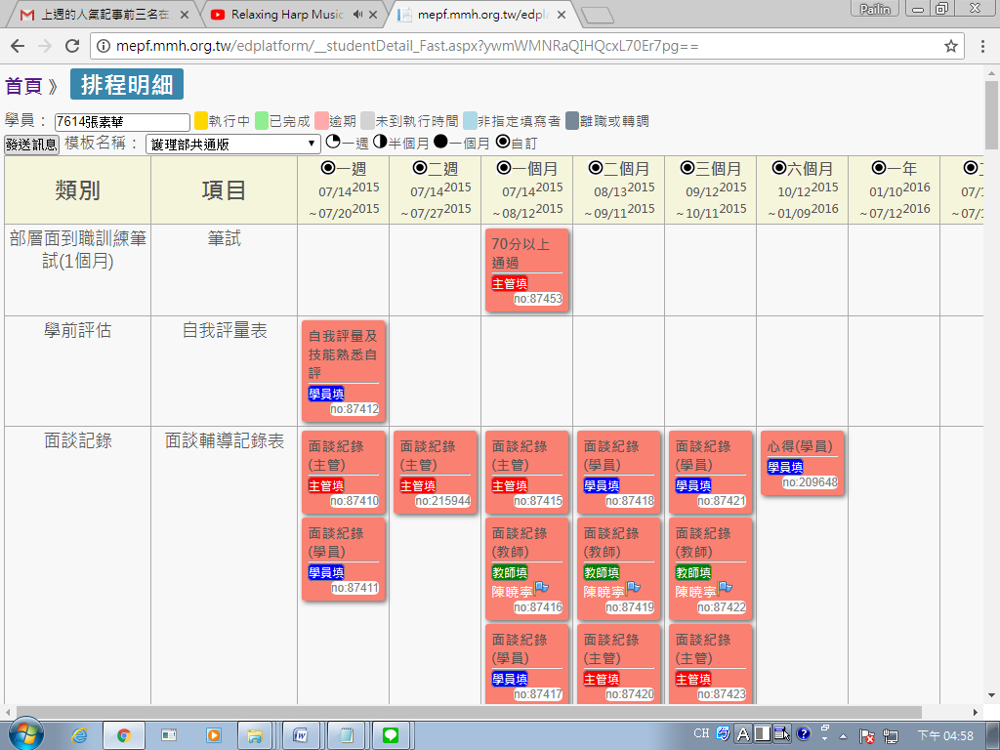 上週的人氣記事前三名在
Relaxing Harp Music
mepf.mmh.org.tw/edpl
Pailin
mepf.mmh.org.tw/edplatform/__studentDetail_Fast.aspx?ywmWMNRaQIHQcxL70Er7pg==
首頁 》 排程明細
學員： 7614張素華 執行中 已完成 逾期 未到執行時間 非指定填寫者 離職或轉調
發送訊息 模板名稱： 護理部共通版 一週 半個月 一個月 自訂
類別 項目
一週 二週 一個月 二個月 三個月 六個月 一年
07/14 2015 07/14 2015 07/14 2015 08/13 2015 09/12 2015 10/12 2015 01/10 2016 07/1
~07/20 2015 ~07/27 2015 ~08/12 2015 ~09/11 2015 ~10/11 2015 ~01/09 2016 ~07/12 2016 ~07/1
部層面到職訓練筆試(1個月)
筆試
70分以上
通過
主管填
no:87453
學前評估
自我評量表
自我評量及
技能熟悉自
評
學員填
no:87412
面談記錄
面談輔導記錄表
面談紀錄 面談紀錄 面談紀錄 面談紀錄 面談紀錄 心得(學員)
(主管) (主管) (主管) (學員) (學員) 學員填
主管填 主管填 主管填 學員填 學員填 no:209648
no:87410 no:215944 no:87415 no:87418 no:87421
面談紀錄 面談紀錄 面談紀錄 面談紀錄
(學員) (教師) (教師) (教師)
學員填 教師填 教師填 教師填
no:87411 陳曉寧 陳曉寧 陳曉寧
no:87416 no:87419 no:87422
面談紀錄 面談紀錄 面談紀錄
(學員) (主管) (主管)
學員填 主管填 主管填
no:87417 no:87420 no:87423
CH A 下午 04:58